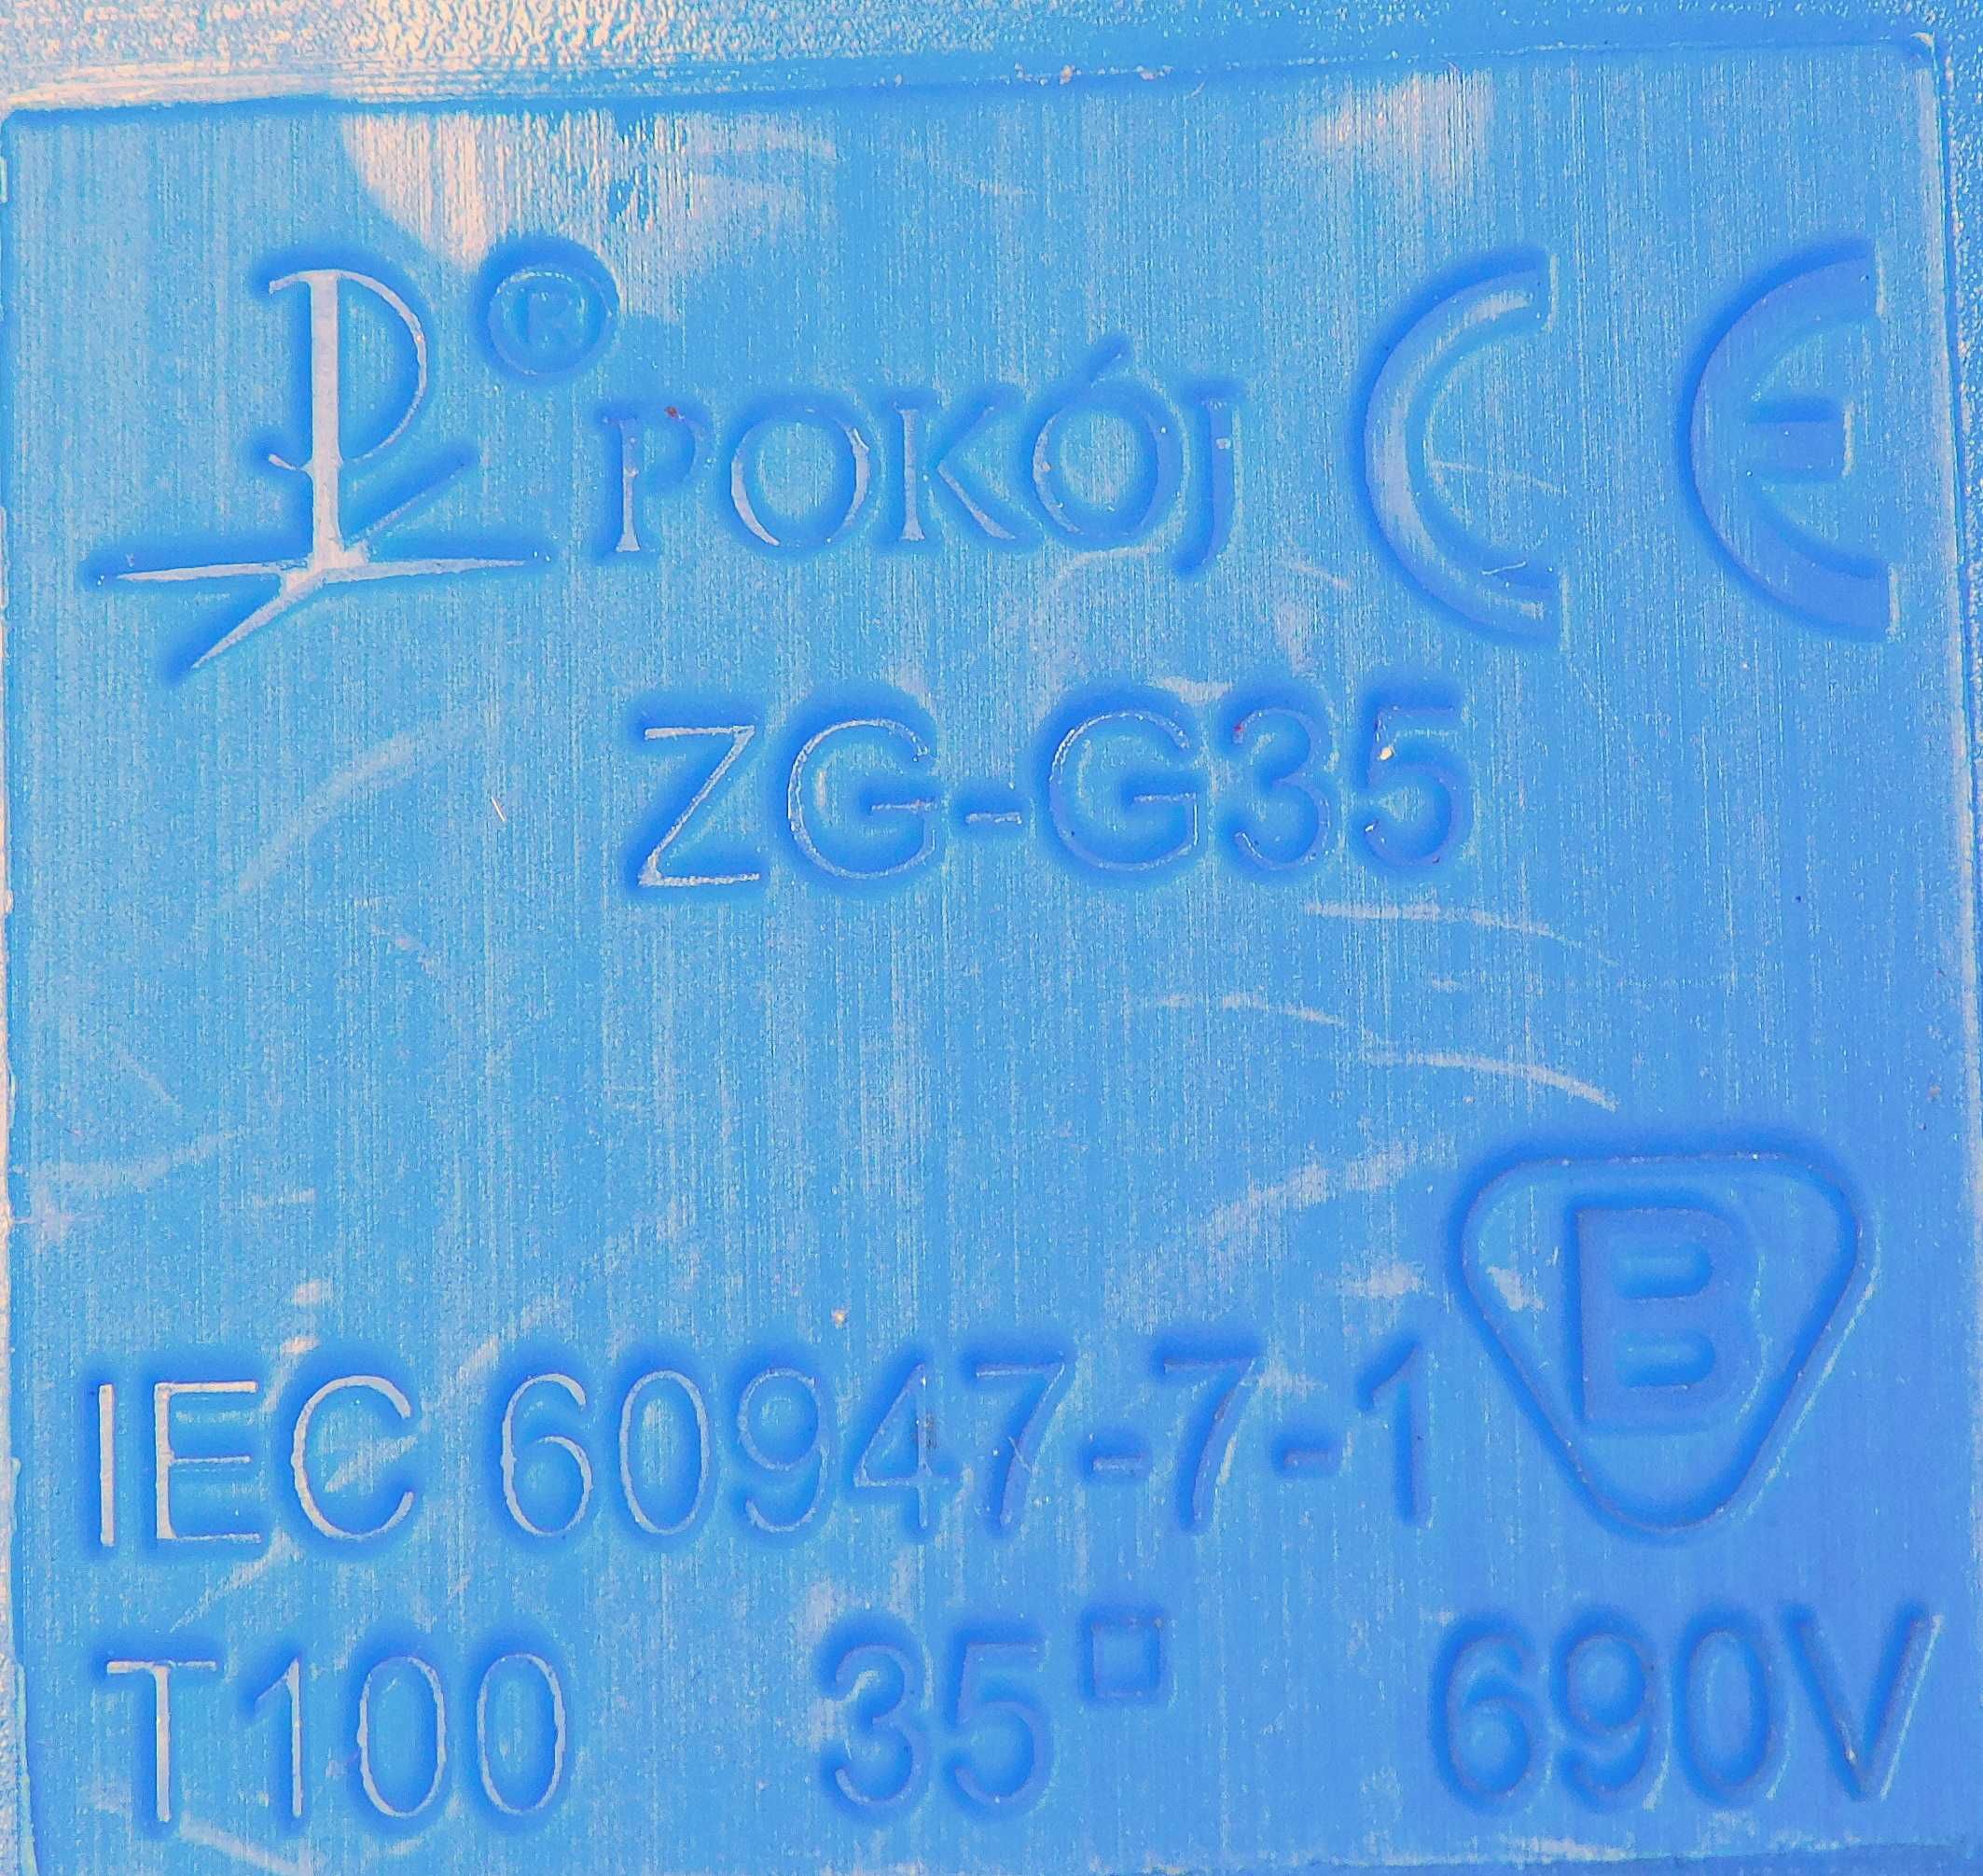 ® POKÓJ CE
ZG-G35
B
IEC 60947-7-1
T100 35□ 690V